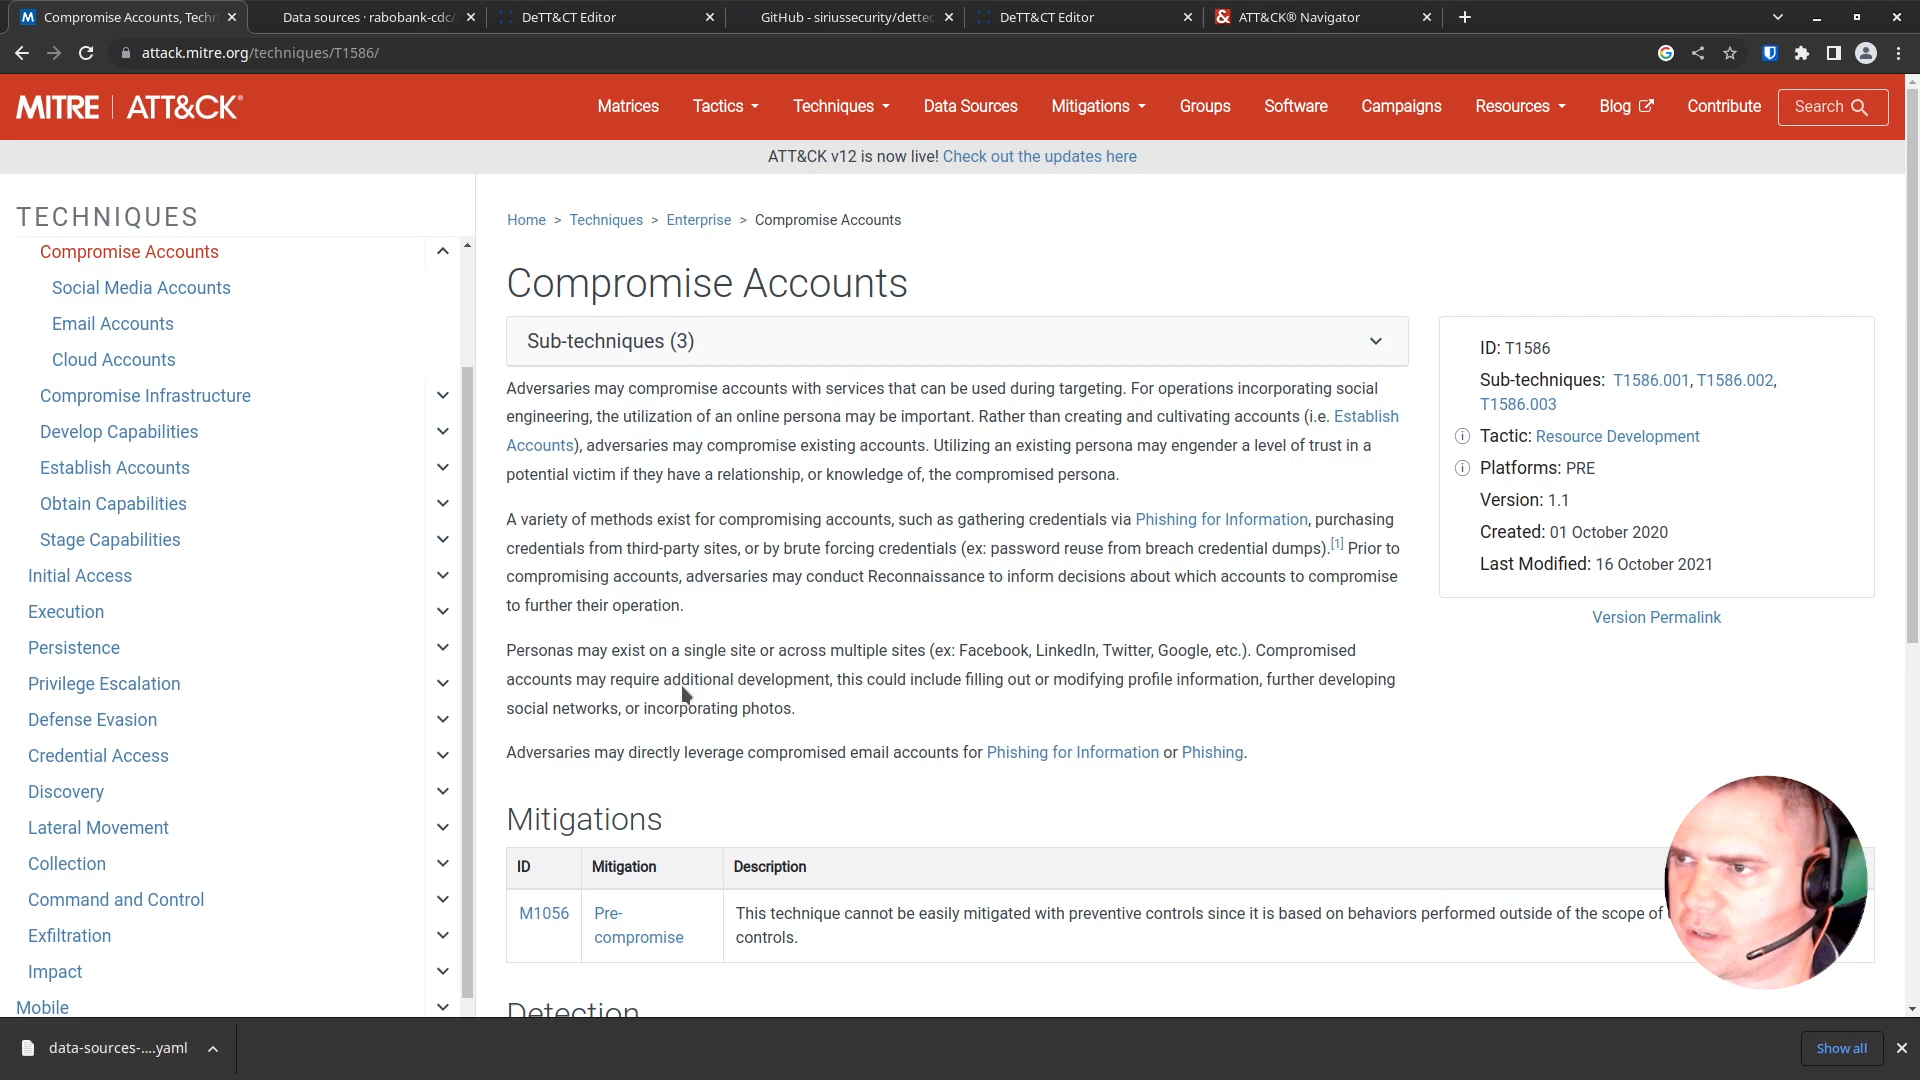 Compromise Accounts, Techn
Data sources · rabobank-cdc/
DeTT&CT Editor
GitHub - siriussecurity/dettec
DeTT&CT Editor
ATT&CK® Navigator
attack.mitre.org/techniques/T1586/
MITRE | ATT&CK®
Matrices
Tactics
Techniques
Data Sources
Mitigations
Groups
Software
Campaigns
Resources
Blog
Contribute
Search
ATT&CK v12 is now live! Check out the updates here
TECHNIQUES
Compromise Accounts
Social Media Accounts
Email Accounts
Cloud Accounts
Compromise Infrastructure
Develop Capabilities
Establish Accounts
Obtain Capabilities
Stage Capabilities
Initial Access
Execution
Persistence
Privilege Escalation
Defense Evasion
Credential Access
Discovery
Lateral Movement
Collection
Command and Control
Exfiltration
Impact
Mobile
Home > Techniques > Enterprise > Compromise Accounts
Compromise Accounts
Sub-techniques (3)
Adversaries may compromise accounts with services that can be used during targeting. For operations incorporating social
engineering, the utilization of an online persona may be important. Rather than creating and cultivating accounts (i.e. Establish
Accounts), adversaries may compromise existing accounts. Utilizing an existing persona may engender a level of trust in a
potential victim if they have a relationship, or knowledge of, the compromised persona.
A variety of methods exist for compromising accounts, such as gathering credentials via Phishing for Information, purchasing
credentials from third-party sites, or by brute forcing credentials (ex: password reuse from breach credential dumps).[1] Prior to
compromising accounts, adversaries may conduct Reconnaissance to inform decisions about which accounts to compromise
to further their operation.
Personas may exist on a single site or across multiple sites (ex: Facebook, LinkedIn, Twitter, Google, etc.). Compromised
accounts may require additional development, this could include filling out or modifying profile information, further developing
social networks, or incorporating photos.
Adversaries may directly leverage compromised email accounts for Phishing for Information or Phishing.
ID: T1586
Sub-techniques: T1586.001, T1586.002,
T1586.003
Tactic: Resource Development
Platforms: PRE
Version: 1.1
Created: 01 October 2020
Last Modified: 16 October 2021
Version Permalink
Mitigations
ID
Mitigation
Description
M1056
Pre-
compromise
This technique cannot be easily mitigated with preventive controls since it is based on behaviors performed outside of the scope of
controls.
Detection
data-sources-....yaml
Show all